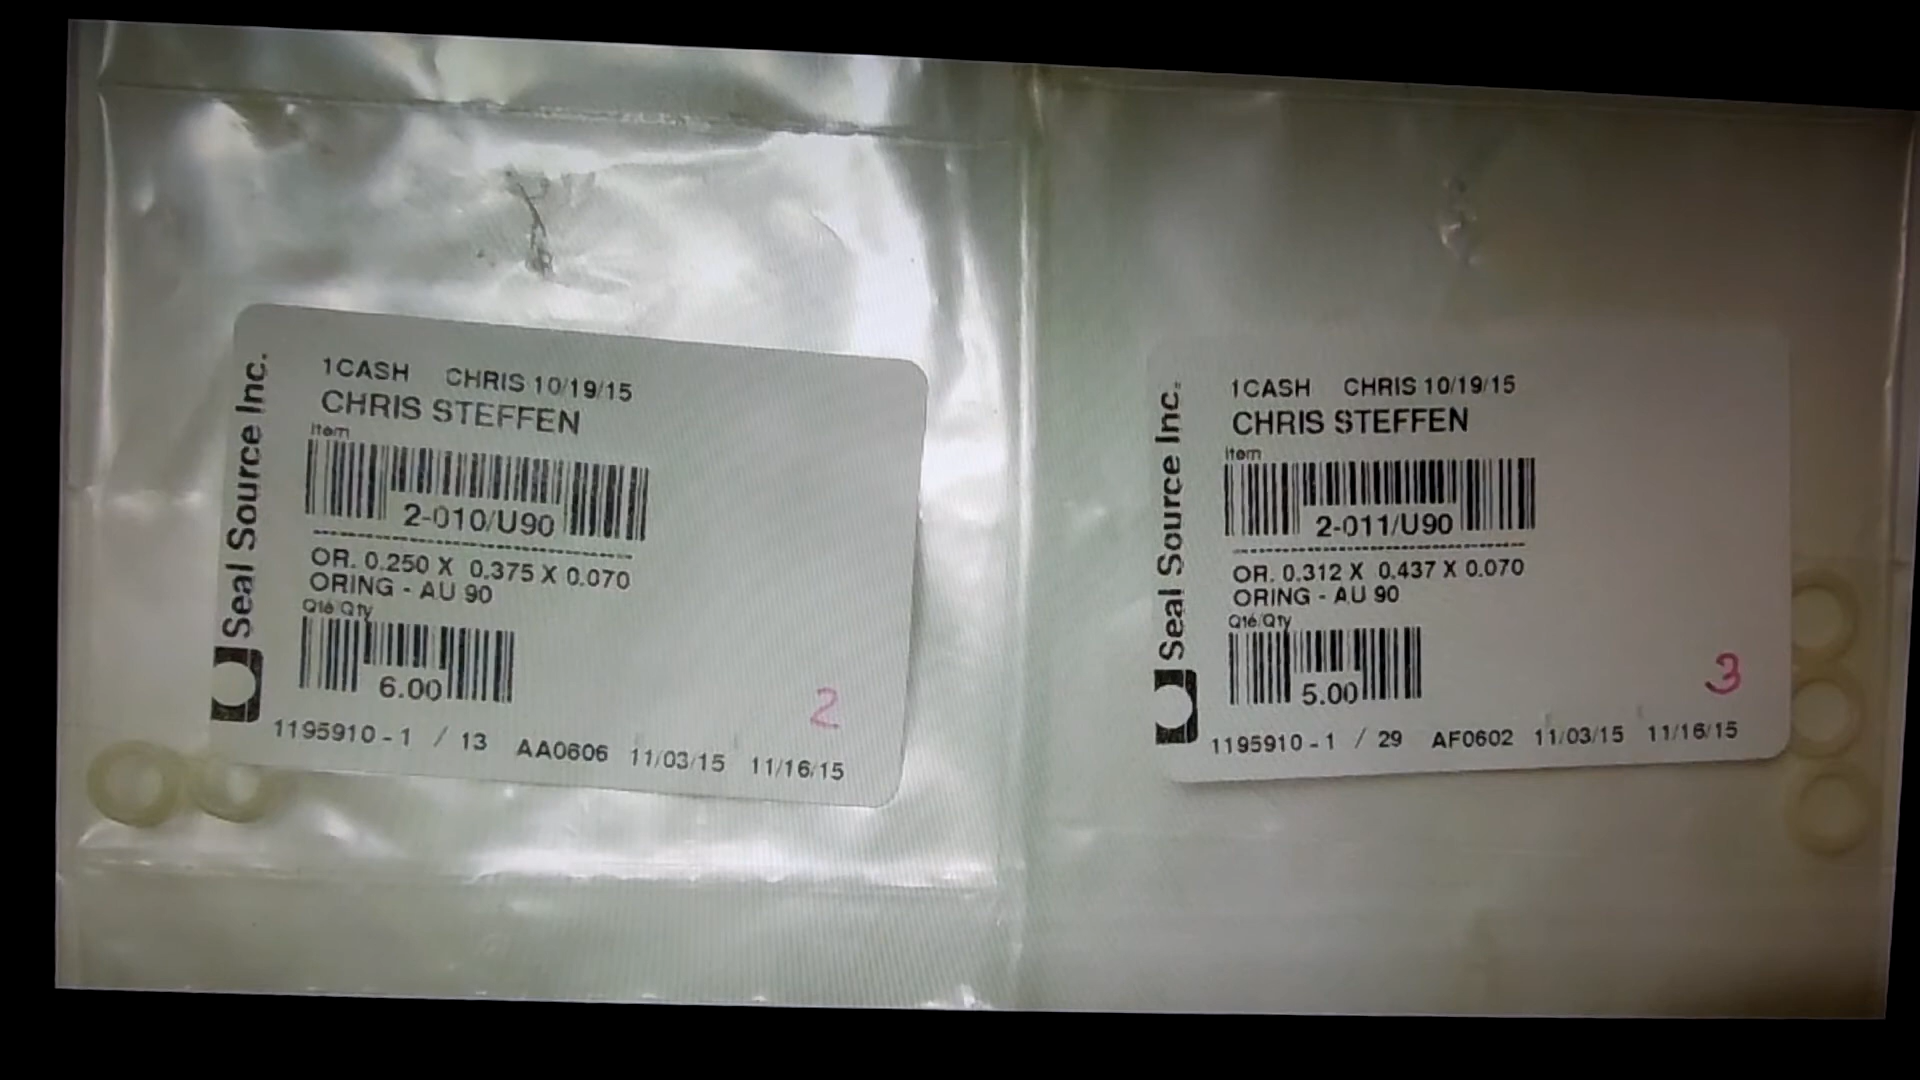 Seal Source Inc.
1CASH CHRIS 10/19/15
CHRIS STEFFEN
Item
2-010/U90
OR. 0.250 X 0.375 X 0.070
ORING - AU 90
Qté/Qty
6.00
2
1195910 - 1 / 13 AA0606 11/03/15 11/16/15
Seal Source Inc.
1CASH CHRIS 10/19/15
CHRIS STEFFEN
Item
2-011/U90
OR. 0.312 X 0.437 X 0.070
ORING - AU 90
Qté/Qty
5.00
3
1195910 - 1 / 29 AF0602 11/03/15 11/16/15